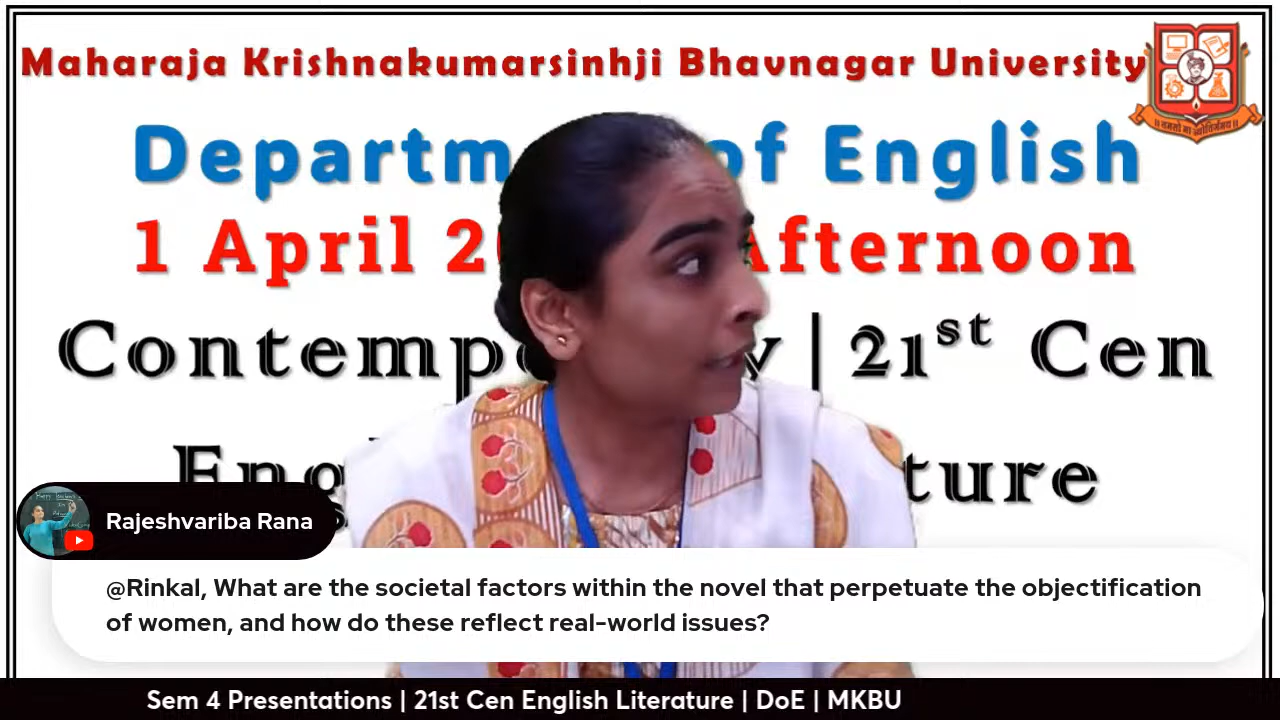 Maharaja Krishnakumarsinhji Bhavnagar University
Departm of English
1 April 2 Afternoon
Contemp y | 21st Cen
Eng ture
Rajeshvariba Rana
@Rinkal, What are the societal factors within the novel that perpetuate the objectification
of women, and how do these reflect real-world issues?
Sem 4 Presentations | 21st Cen English Literature | DoE | MKBU